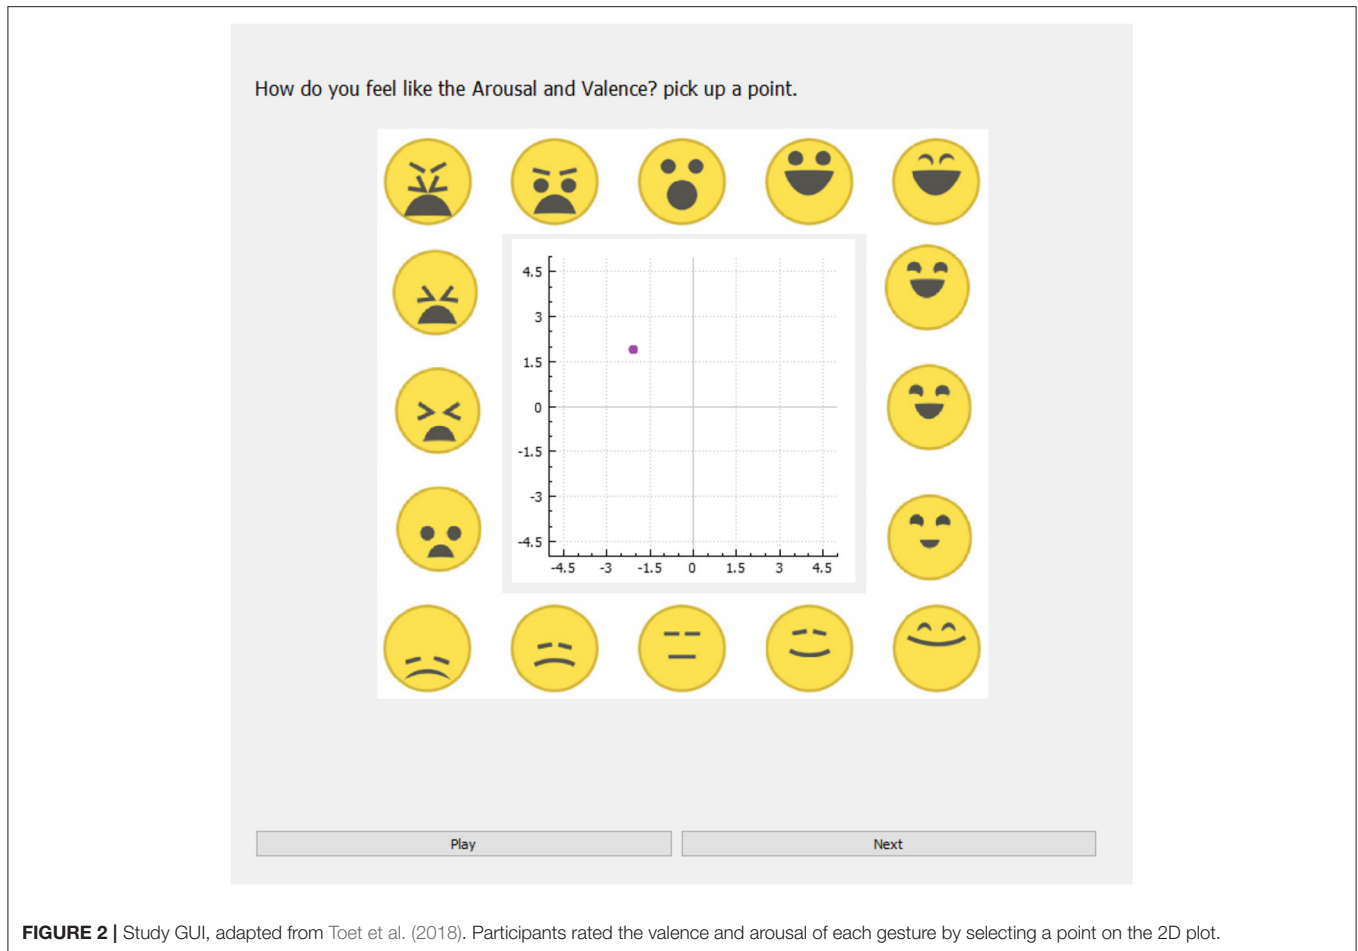 How do you feel like the Arousal and Valence? pick up a point.
4.5
3
1.5
0
-1.5
-3
-4.5
-4.5 -3 -1.5 0 1.5 3 4.5
Play Next
FIGURE 2 | Study GUI, adapted from Toet et al. (2018). Participants rated the valence and arousal of each gesture by selecting a point on the 2D plot.